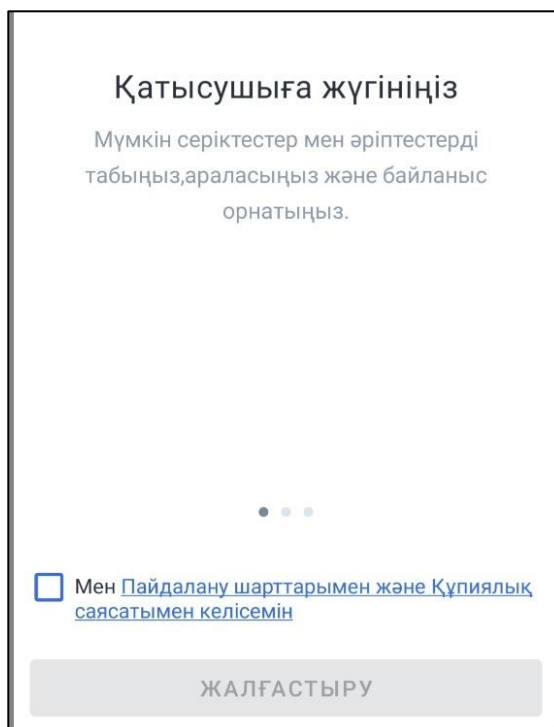 Қатысушыға жүгініңіз
Мүмкін серіктестер мен әріптестерді
табыңыз,араласыңыз және байланыс
орнатыңыз.
Мен Пайдалану шарттарымен және Құпиялық
саясатымен келісемін
ЖАЛҒАСТЫРУ